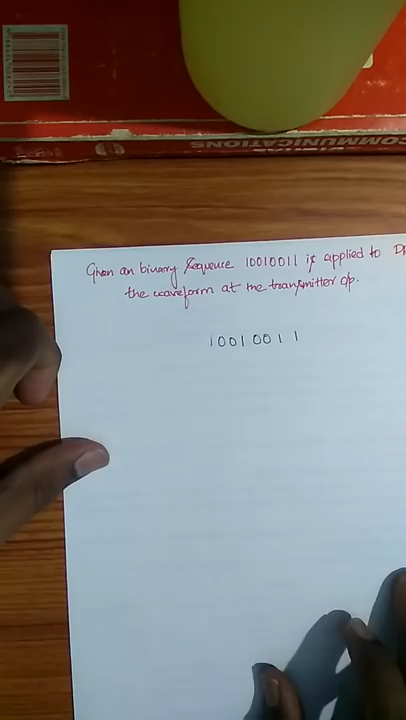 COMMUNICATIONS
Given an binary Sequence 10010011 is applied to
the waveform at the transmitter o/p.
10010011